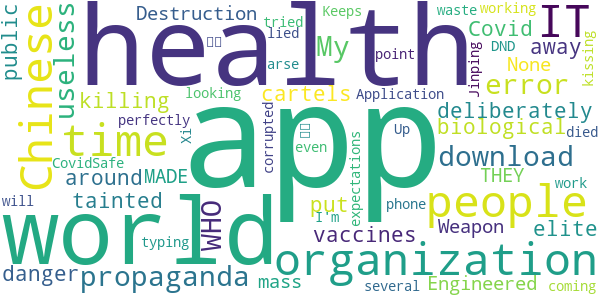 public
Destruction
tried
Keeps
waste
working
IT
health
Chinese
useless
lied
arse
My
point
Covid
DND
away
kissing
None
killing
looking
cartels
Application
Jinping
error
time
perfectly
corrupted
app
Up
deliberately
biological
died
CovidSafe
Xi
even
expectations
download
around
MADE
THEY
work
tainted
WHO
put
I'm
phone
people
elite
world
typing
vaccines
Weapon
will
organization
danger
propaganda
mass
several
Engineered
coming